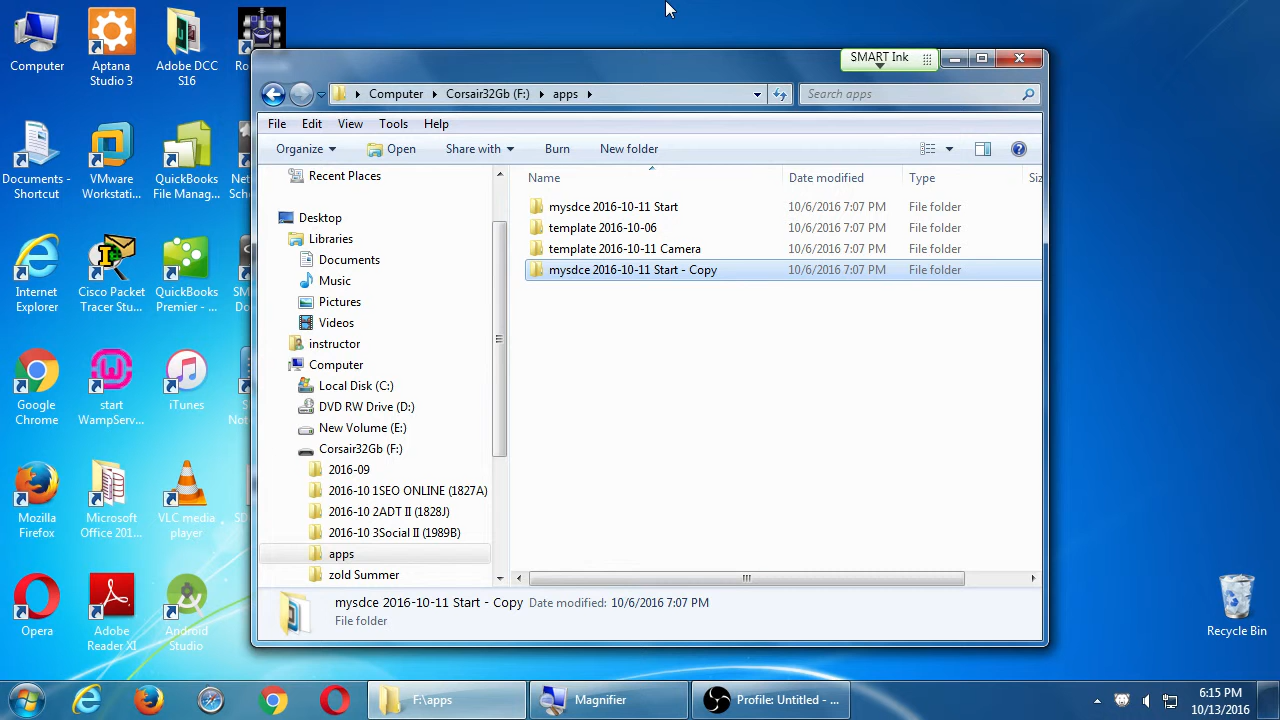 Computer
Aptana
Studio 3
Adobe DCC
S16
Ro
Documents -
Shortcut
VMware
Workstati...
QuickBooks
File Manag...
Net
Sch
Internet
Explorer
Cisco Packet
Tracer Stu...
QuickBooks
Premier - ...
SM
Do
Google
Chrome
start
WampServ...
iTunes
S
Not
Mozilla
Firefox
Microsoft
Office 201...
VLC media
player
SD
Opera
Adobe
Reader XI
Android
Studio
Recycle Bin
SMART Ink
Computer
Corsair32Gb (F:)
apps
Search apps
File Edit View Tools Help
Organize Open Share with Burn New folder
Recent Places
Desktop
Libraries
Documents
Music
Pictures
Videos
instructor
Computer
Local Disk (C:)
DVD RW Drive (D:)
New Volume (E:)
Corsair32Gb (F:)
2016-09
2016-10 1SEO ONLINE (1827A)
2016-10 2ADT II (1828J)
2016-10 3Social II (1989B)
apps
zold Summer
Name Date modified Type Siz
mysdce 2016-10-11 Start 10/6/2016 7:07 PM File folder
template 2016-10-06 10/6/2016 7:07 PM File folder
template 2016-10-11 Camera 10/6/2016 7:07 PM File folder
mysdce 2016-10-11 Start - Copy 10/6/2016 7:07 PM File folder
mysdce 2016-10-11 Start - Copy Date modified: 10/6/2016 7:07 PM
File folder
F:\apps
Magnifier
Profile: Untitled - ...
6:15 PM
10/13/2016